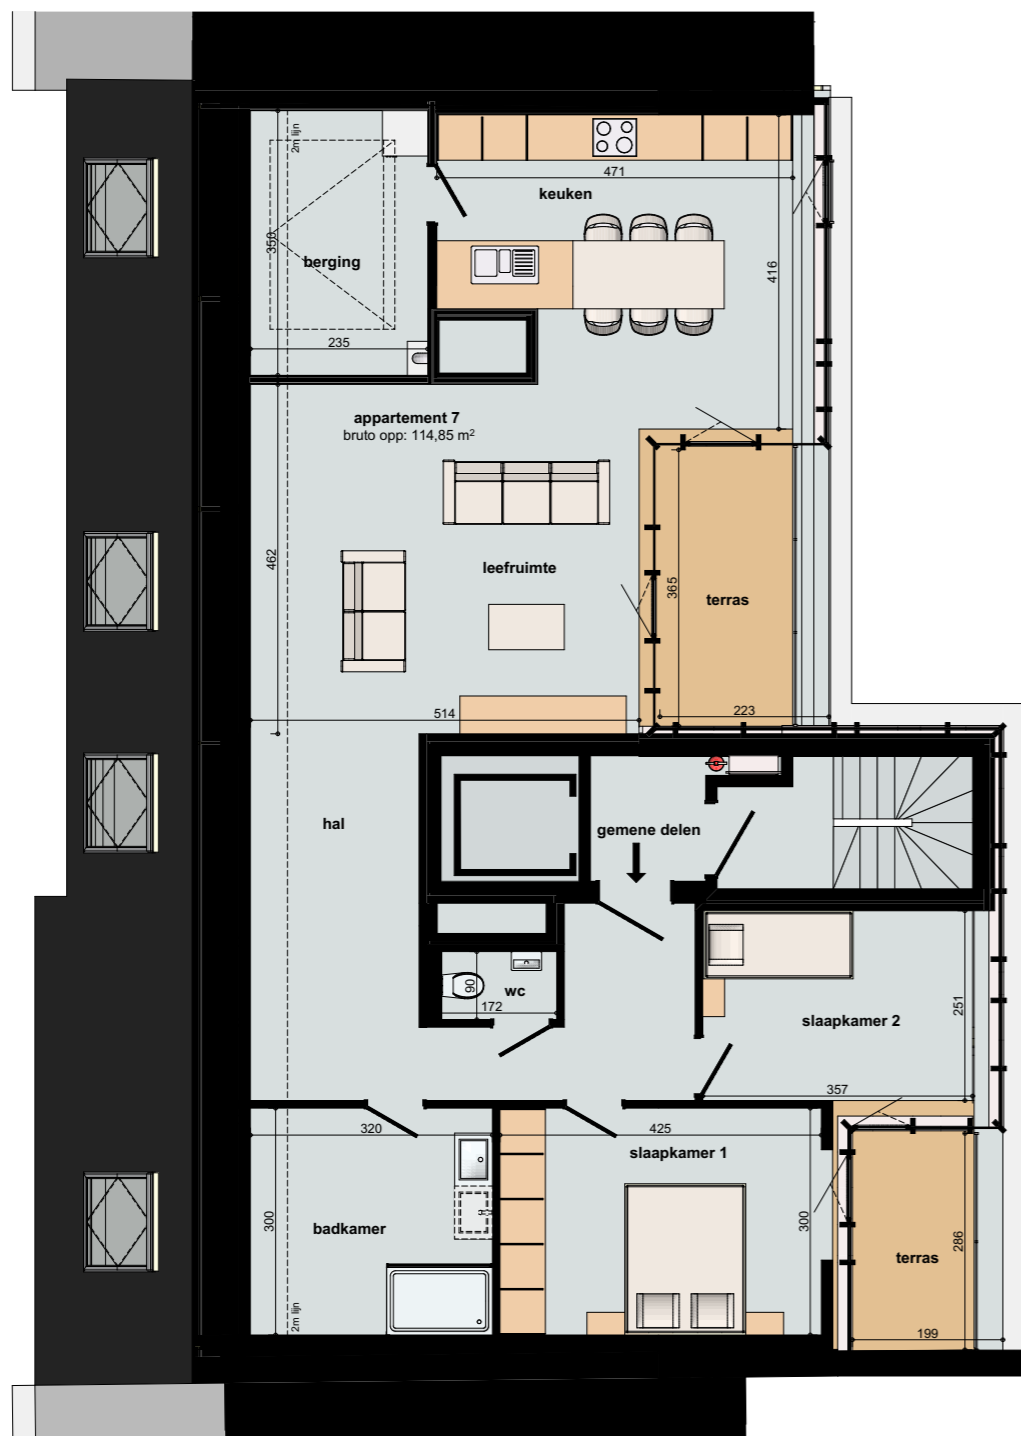 2m lijn
471
keuken
350
berging
416
235
appartement 7
bruto opp: 114,85 m²
462
leefruimte
365
terras
514
223
hal
gemene delen
90
wc
172
251
slaapkamer 2
357
320
425
slaapkamer 1
300
badkamer
300
286
terras
2m lijn
199